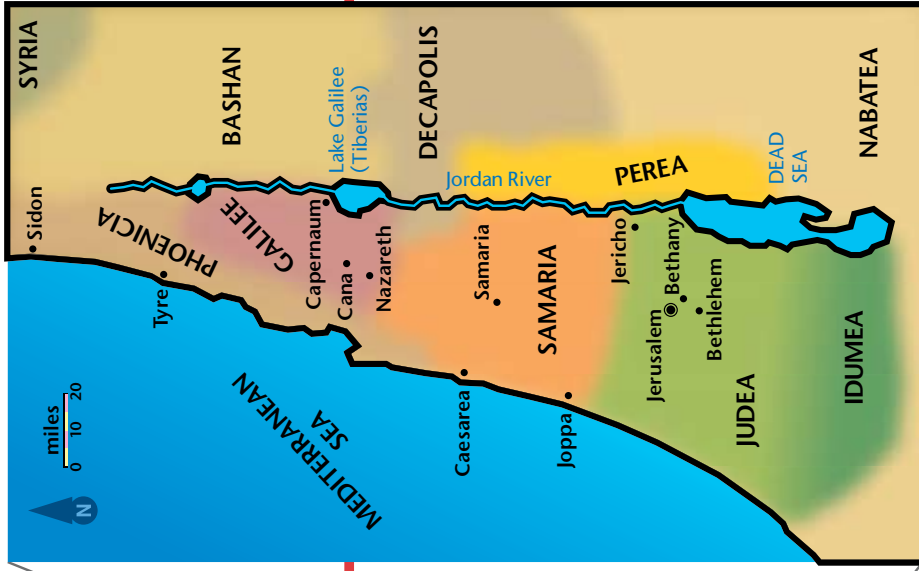 SYRIA
Sidon
BASHAN
PHOENICIA
Tyre
GALILEE
Lake Galilee
(Tiberias)
Capernaum
Cana
Nazareth
DECAPOLIS
miles
0 10 20
N
MEDITERRANEAN
SEA
Jordan River
Samaria
SAMARIA
Caesarea
Joppa
PEREA
Jericho
Bethany
Jerusalem
Bethlehem
DEAD
SEA
JUDEA
NABATEA
IDUMEA